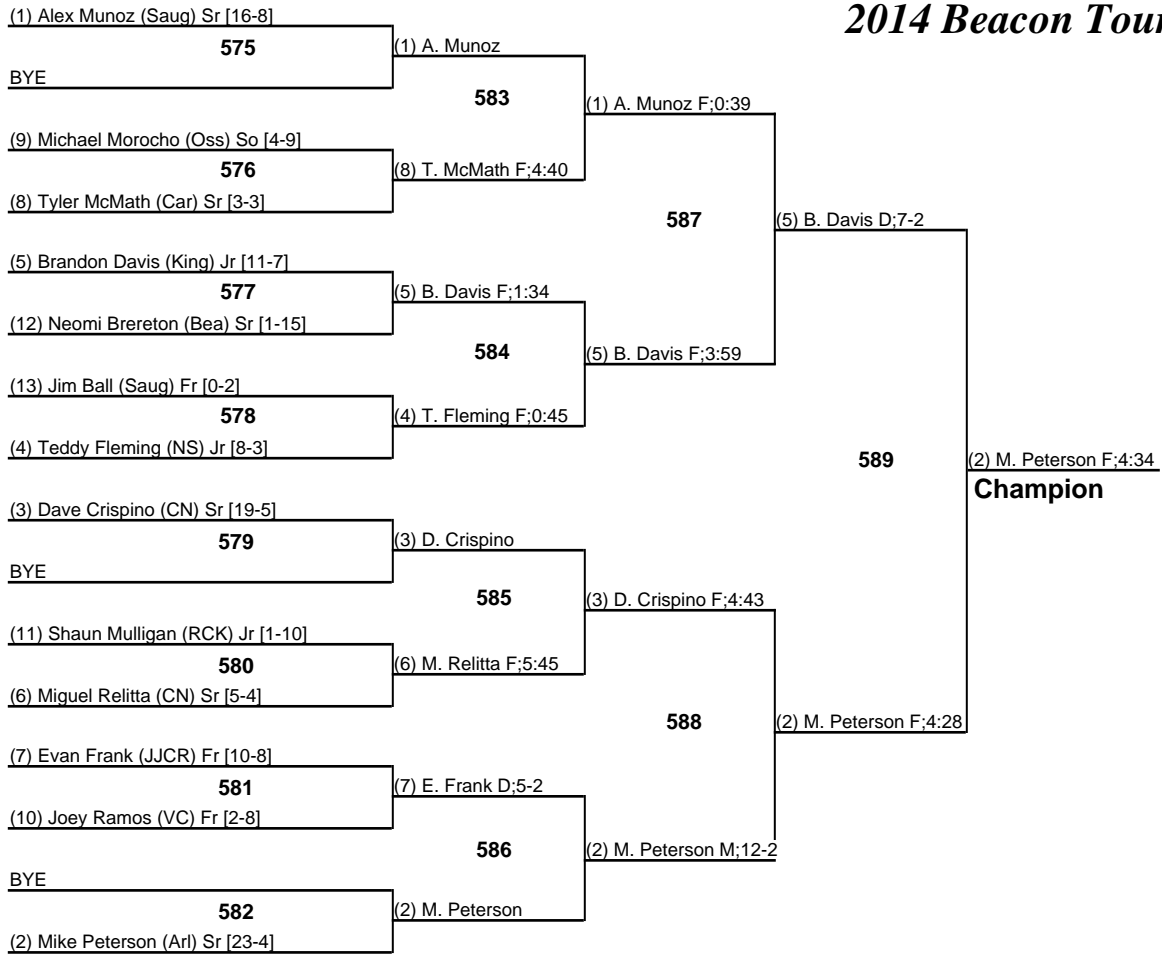 2014 Beacon Tour
(1) Alex Munoz (Saug) Sr [16-8]
575
BYE
(9) Michael Morocho (Oss) So [4-9]
576
(8) Tyler McMath (Car) Sr [3-3]
(5) Brandon Davis (King) Jr [11-7]
577
(12) Neomi Brereton (Bea) Sr [1-15]
(13) Jim Ball (Saug) Fr [0-2]
578
(4) Teddy Fleming (NS) Jr [8-3]
(3) Dave Crispino (CN) Sr [19-5]
579
BYE
(11) Shaun Mulligan (RCK) Jr [1-10]
580
(6) Miguel Relitta (CN) Sr [5-4]
(7) Evan Frank (JJCR) Fr [10-8]
581
(10) Joey Ramos (VC) Fr [2-8]
BYE
582
(2) Mike Peterson (Arl) Sr [23-4]
(1) A. Munoz
583
(8) T. McMath F;4:40
(5) B. Davis F;1:34
584
(4) T. Fleming F;0:45
(3) D. Crispino
585
(6) M. Relitta F;5:45
(7) E. Frank D;5-2
586
(2) M. Peterson
(1) A. Munoz F;0:39
587
(5) B. Davis F;3:59
(3) D. Crispino F;4:43
588
(2) M. Peterson M;12-2
(5) B. Davis D;7-2
589
(2) M. Peterson F;4:28
(2) M. Peterson F;4:34
Champion